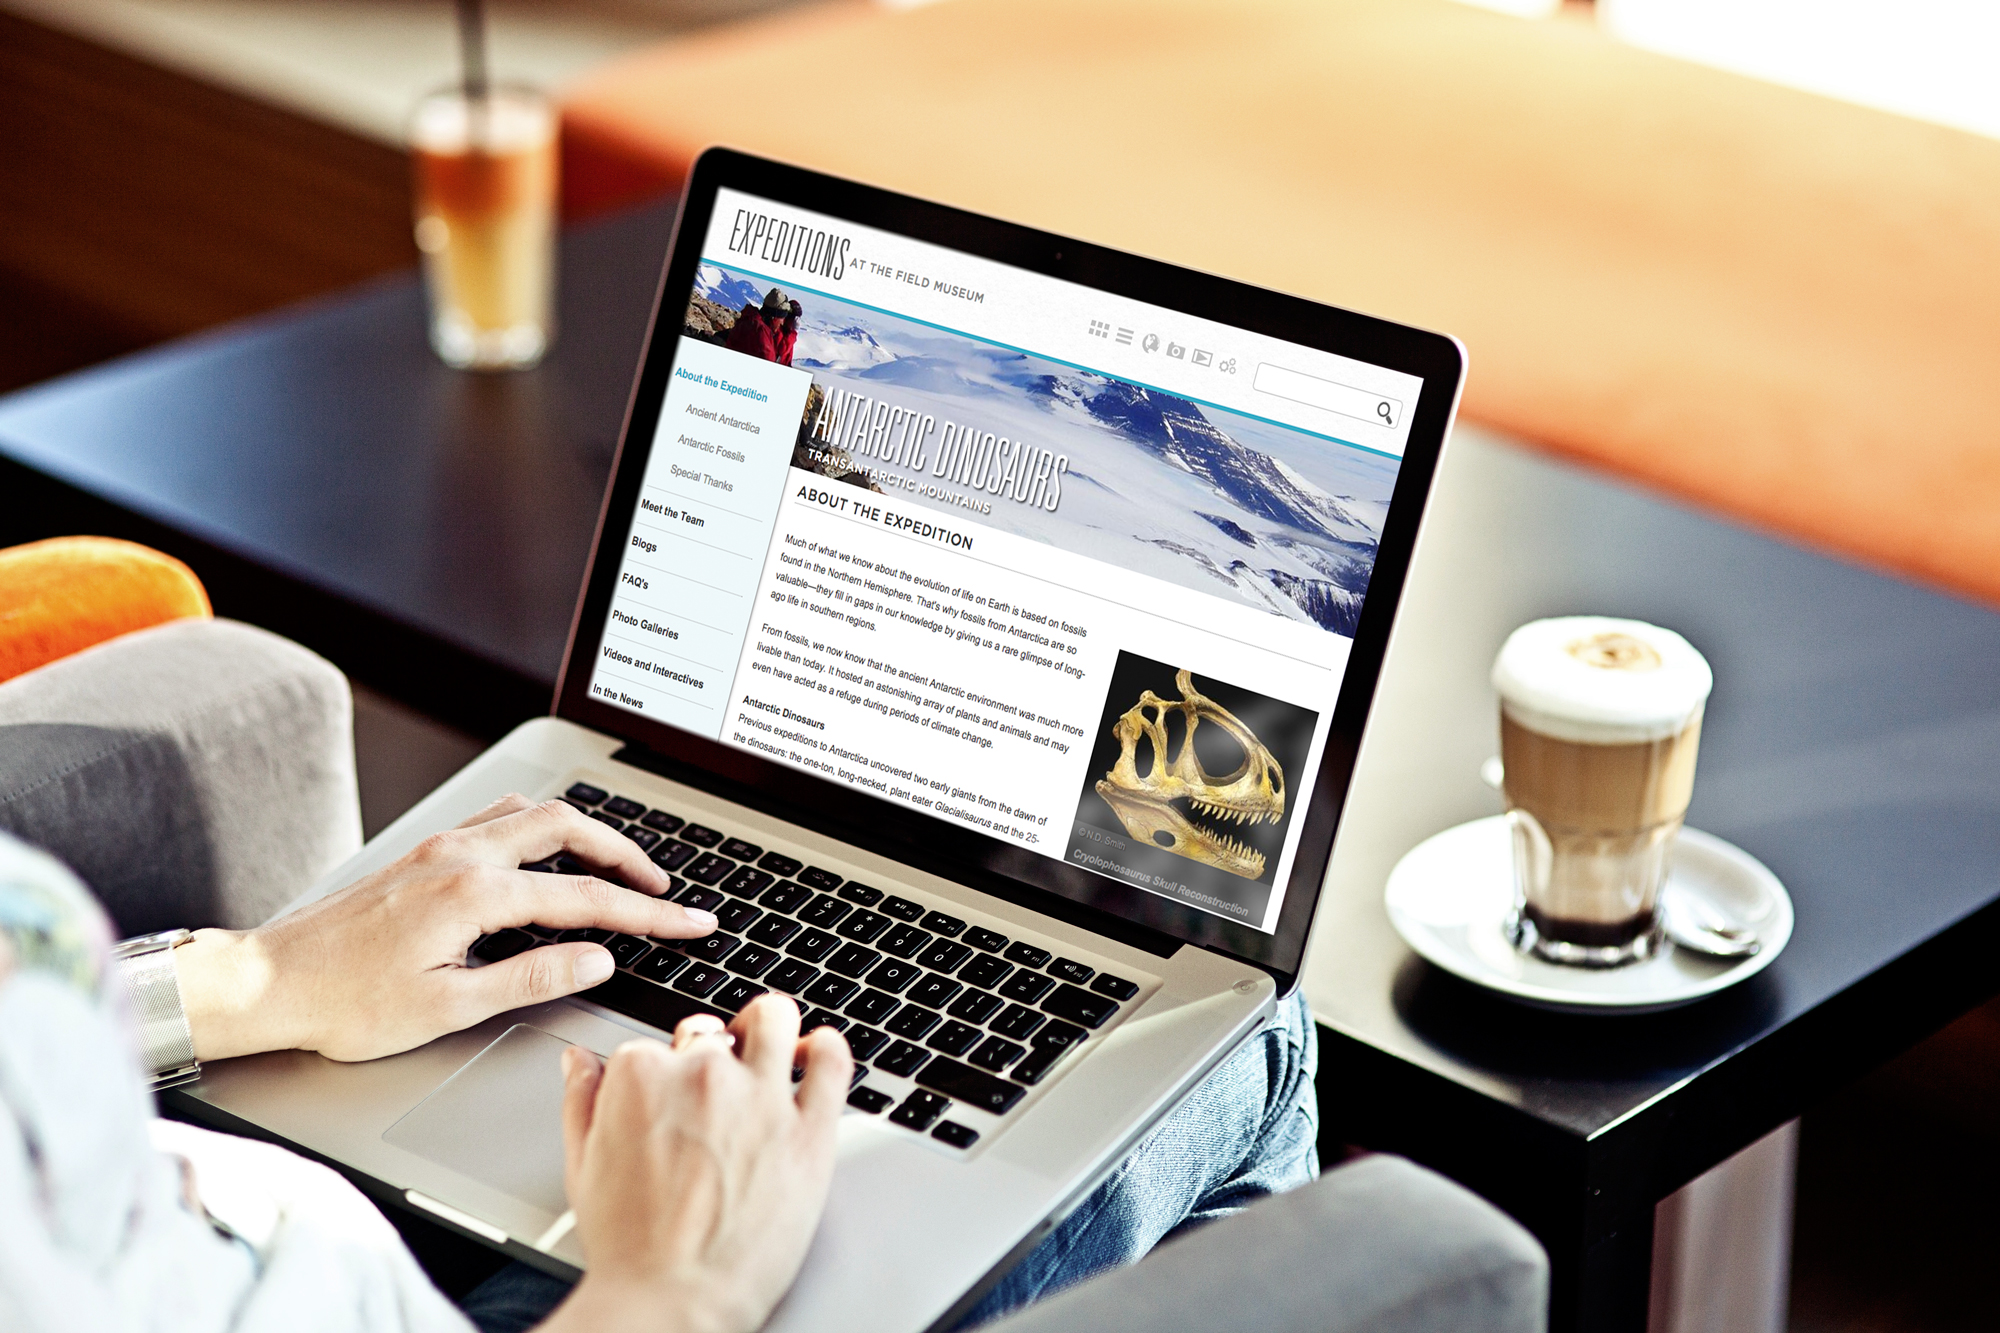 EXPEDITIONS AT THE FIELD MUSEUM
ANTARCTIC DINOSAURS
TRANSANTARCTIC MOUNTAINS
About the Expedition
Ancient Antarctica
Antarctic Fossils
Special Thanks
Meet the Team
Blogs
FAQ's
Photo Galleries
Videos and Interactives
In the News
ABOUT THE EXPEDITION
Much of what we know about the evolution of life on Earth is based on fossils
found in the Northern Hemisphere. That's why fossils from Antarctica are so
valuable—they fill in gaps in our knowledge by giving us a rare glimpse of long-
ago life in southern regions.
From fossils, we now know that the ancient Antarctic environment was much more
livable than today. It hosted an astonishing array of plants and animals and may
even have acted as a refuge during periods of climate change.
Antarctic Dinosaurs
Previous expeditions to Antarctica uncovered two early giants from the dawn of
the dinosaurs: the one-ton, long-necked, plant eater Glacialisaurus and the 25-
© N.D. Smith
Cryolophosaurus Skull Reconstruction
5 6 7 8 9 0
R T Y U I O P
G H J K L
C V B N